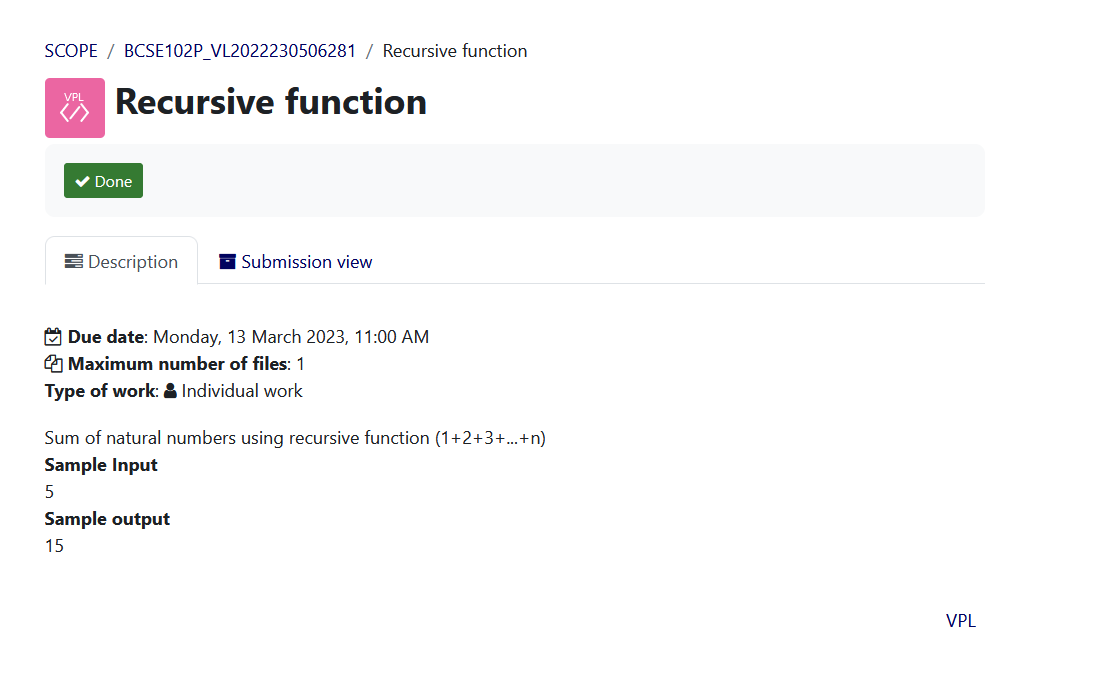 SCOPE / BCSE102P_VL2022230506281 / Recursive function
VPL
Recursive function
Done
Description
Submission view
Due date: Monday, 13 March 2023, 11:00 AM
Maximum number of files: 1
Type of work: Individual work
Sum of natural numbers using recursive function (1+2+3+...+n)
Sample Input
5
Sample output
15
VPL